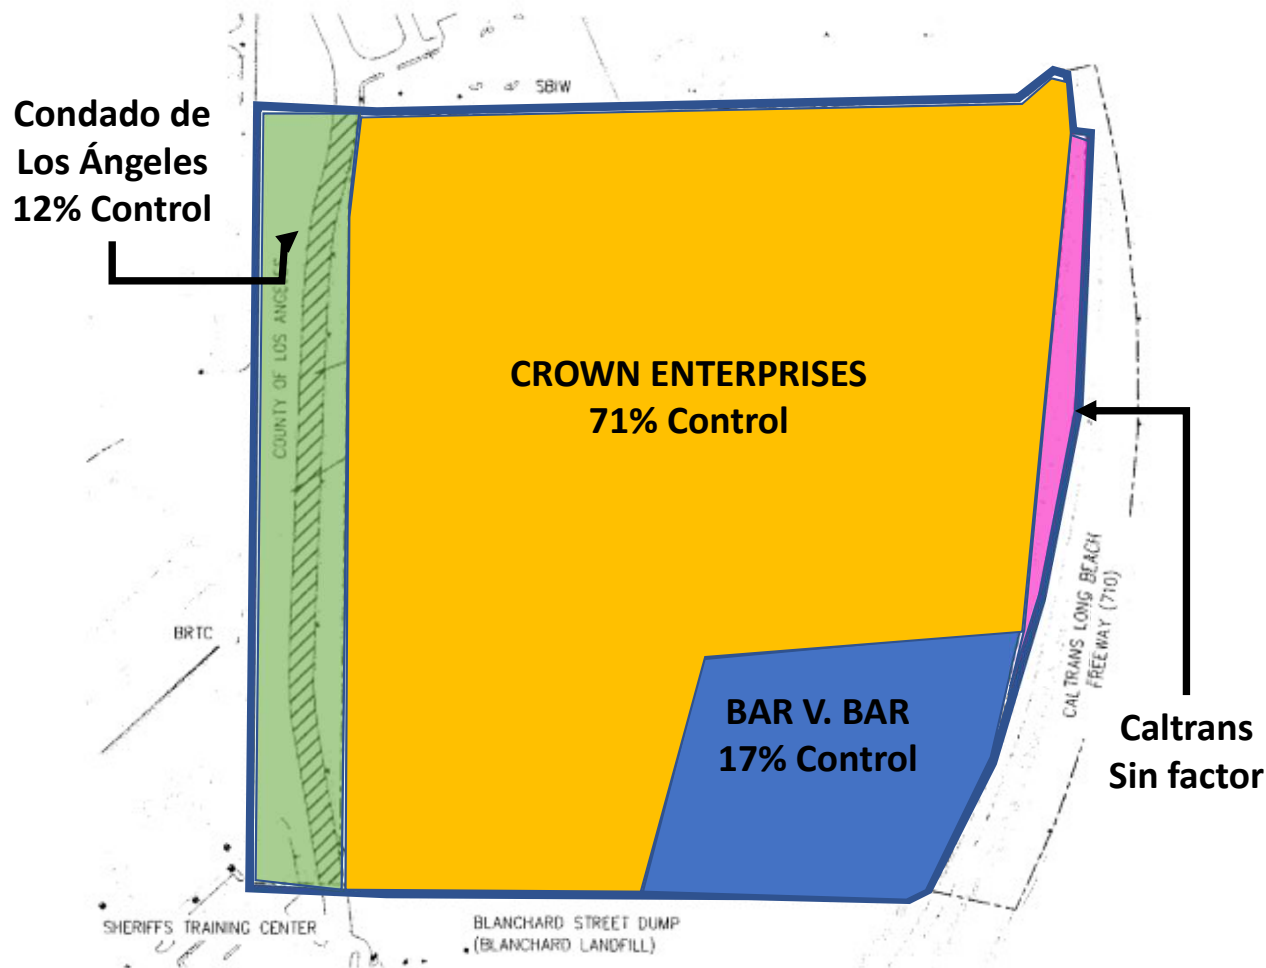 SBIW
Condado de
Los Ángeles
12% Control
COUNTY OF LOS ANGELES
CROWN ENTERPRISES
71% Control
CALTRANS LONG BEACH
FREEWAY (710)
BRTC
BAR V. BAR
17% Control
Caltrans
Sin factor
SHERIFFS TRAINING CENTER
BLANCHARD STREET DUMP
(BLANCHARD LANDFILL)